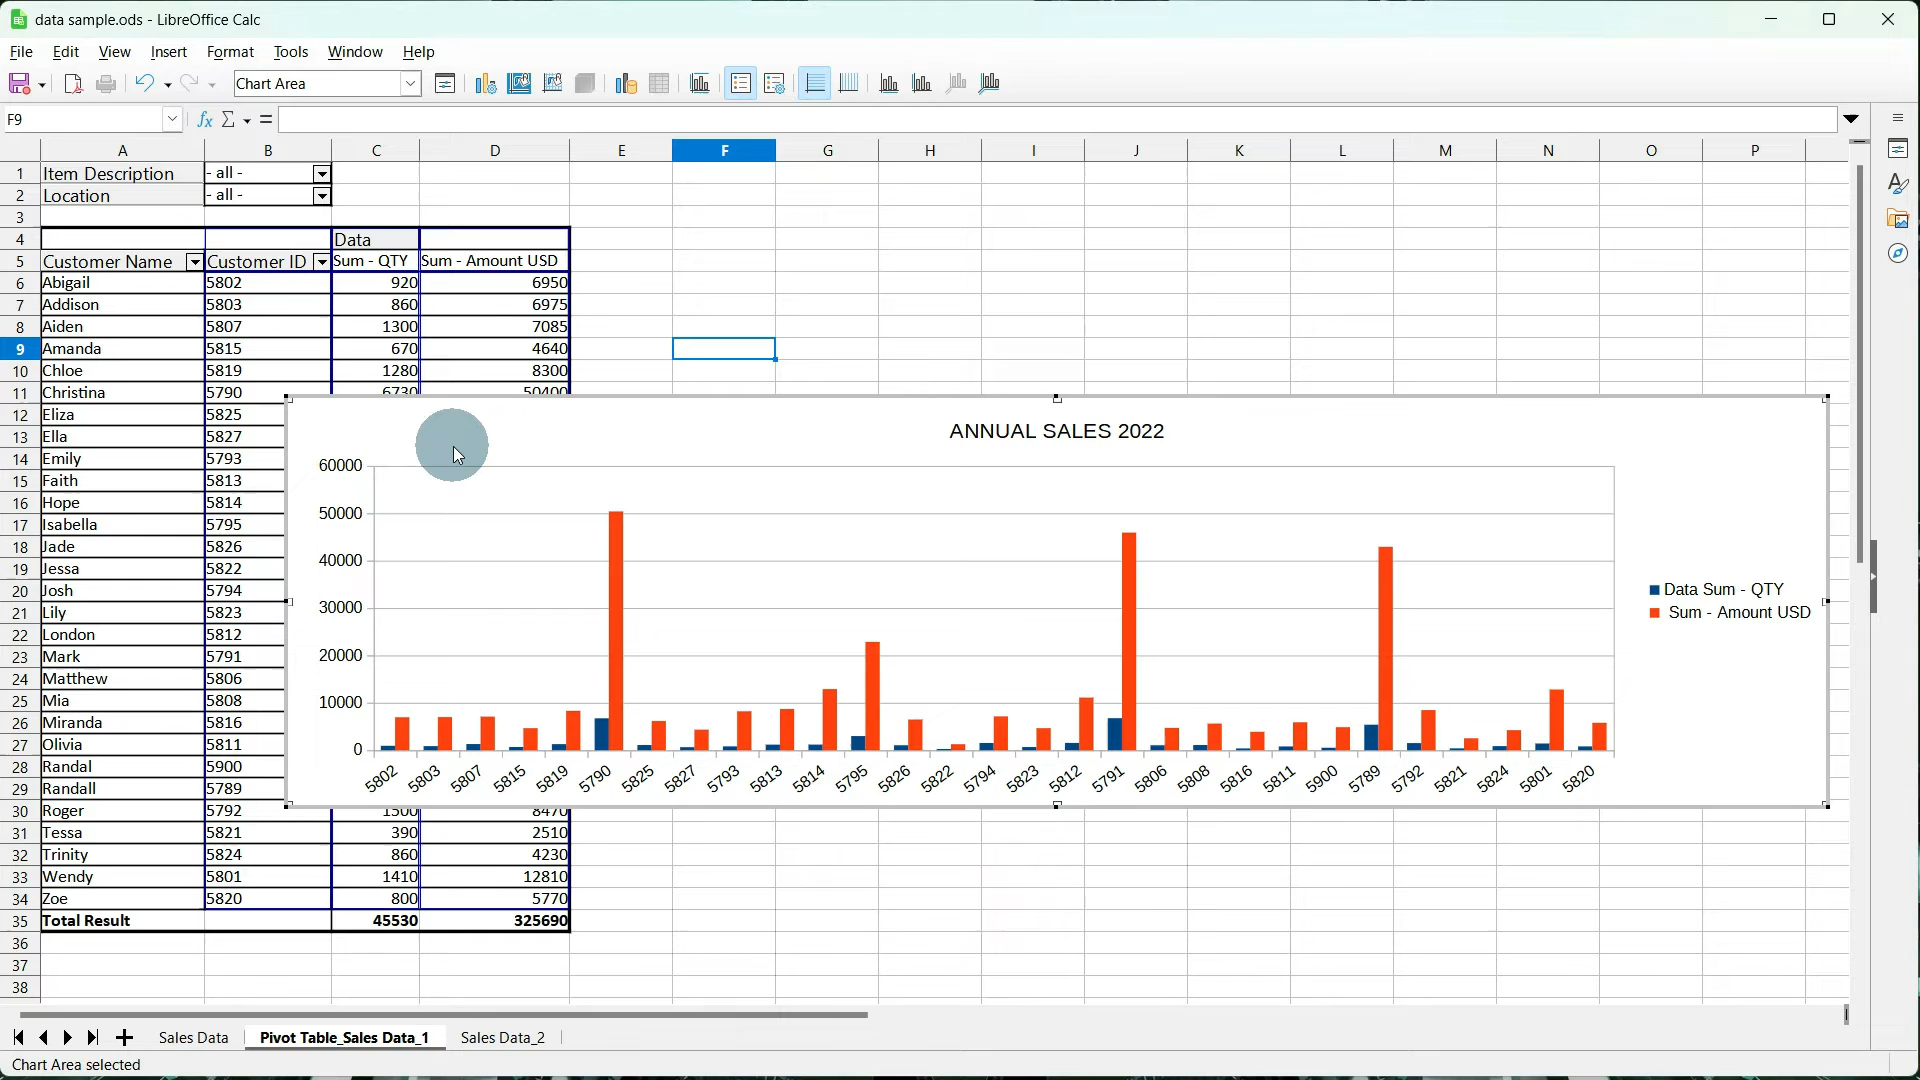 data sample.ods - LibreOffice Calc
File Edit View Insert Format Tools Window Help
Chart Area
F9 fx Σ =
A B C D E F G H I J K L M N O P
1 Item Description - all -
2 Location - all -
3
4 Data
5 Customer Name Customer ID Sum - QTY Sum - Amount USD
6 Abigail 5802 920 6950
7 Addison 5803 860 6975
8 Aiden 5807 1300 7085
9 Amanda 5815 670 4640
10 Chloe 5819 1280 8300
11 Christina 5790 6730 50400
12 Eliza 5825
13 Ella 5827
14 Emily 5793
15 Faith 5813
16 Hope 5814
17 Isabella 5795
18 Jade 5826
19 Jessa 5822
20 Josh 5794
21 Lily 5823
22 London 5812
23 Mark 5791
24 Matthew 5806
25 Mia 5808
26 Miranda 5816
27 Olivia 5811
28 Randal 5900
29 Randall 5789
30 Roger 5792 1500 8470
31 Tessa 5821 390 2510
32 Trinity 5824 860 4230
33 Wendy 5801 1410 12810
34 Zoe 5820 800 5770
35 Total Result 45530 325690
36
37
38
ANNUAL SALES 2022
60000
50000
40000
30000
20000
10000
0
5802 5803 5807 5815 5819 5790 5825 5827 5793 5813 5814 5795 5826 5822 5794 5823 5812 5791 5806 5808 5816 5811 5900 5789 5792 5821 5824 5801 5820
Data Sum - QTY
Sum - Amount USD
Sales Data Pivot Table_Sales Data_1 Sales Data_2
Chart Area selected